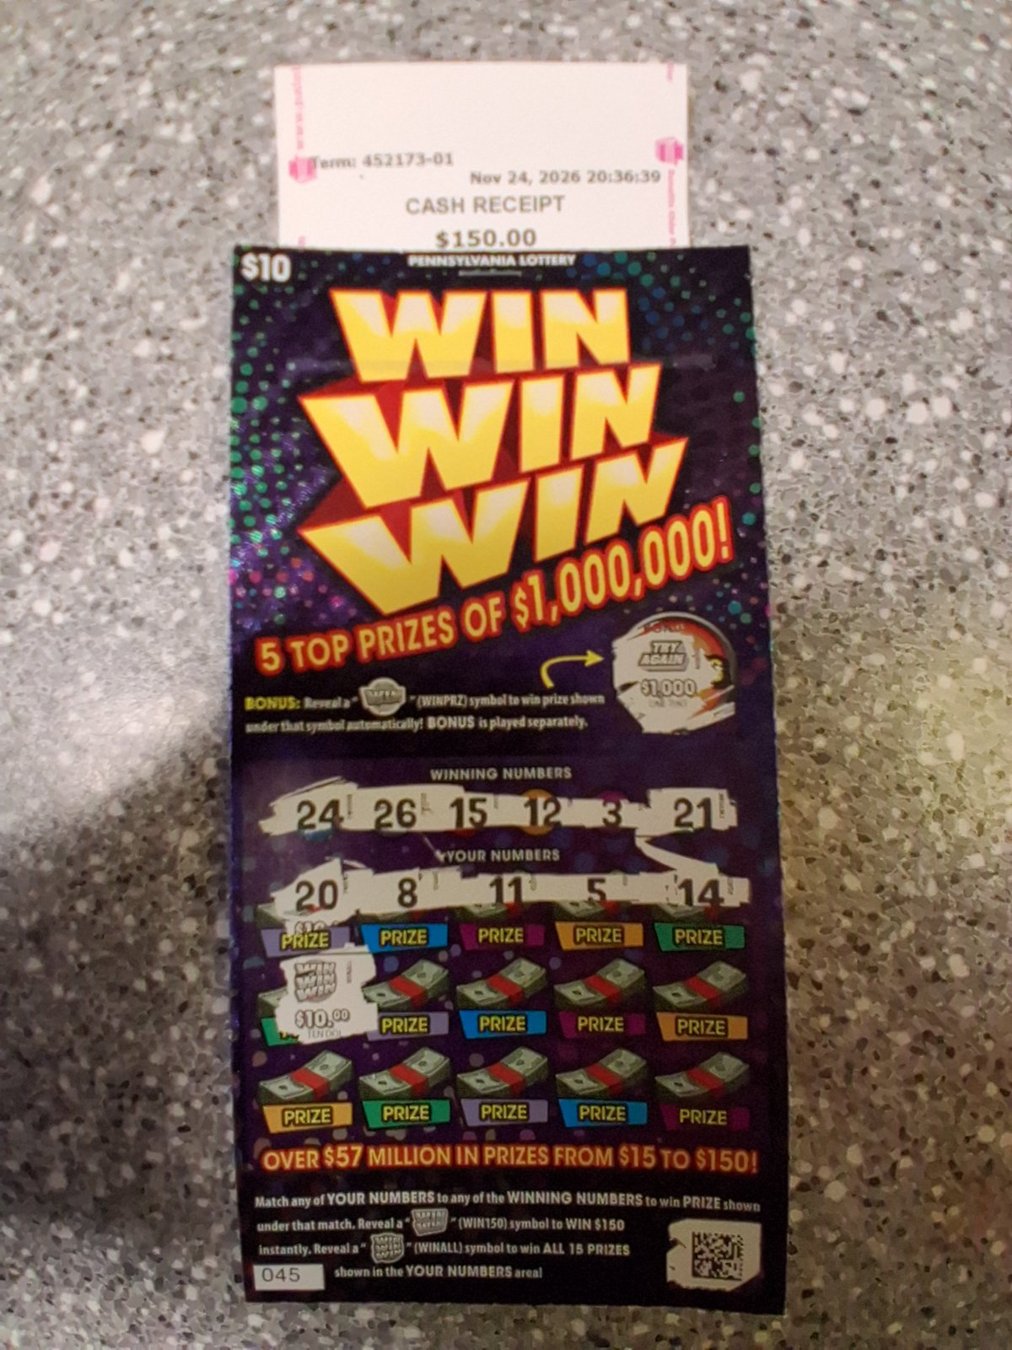 Term: 452173-01
Nov 24, 2026 20:36:39
CASH RECEIPT
$150.00
$10
PENNSYLVANIA LOTTERY
WIN
WIN
WIN
5 TOP PRIZES OF $1,000,000!
TRY
AGAIN
$1,000
BONUS: Reveal a " " (WINPRZ) symbol to win prize shown
under that symbol automatically! BONUS is played separately.
WINNING NUMBERS
24 26 15 12 3 21
YOUR NUMBERS
20 8 11 5 14
PRIZE PRIZE PRIZE PRIZE PRIZE
WIN
WIN
WIN
$10.00
TEN DOL
PRIZE PRIZE PRIZE PRIZE
PRIZE PRIZE PRIZE PRIZE PRIZE
OVER $57 MILLION IN PRIZES FROM $15 TO $150!
Match any of YOUR NUMBERS to any of the WINNING NUMBERS to win PRIZE shown
under that match. Reveal a " " (WIN150) symbol to WIN $150
instantly. Reveal a " " (WINALL) symbol to win ALL 15 PRIZES
shown in the YOUR NUMBERS area!
045